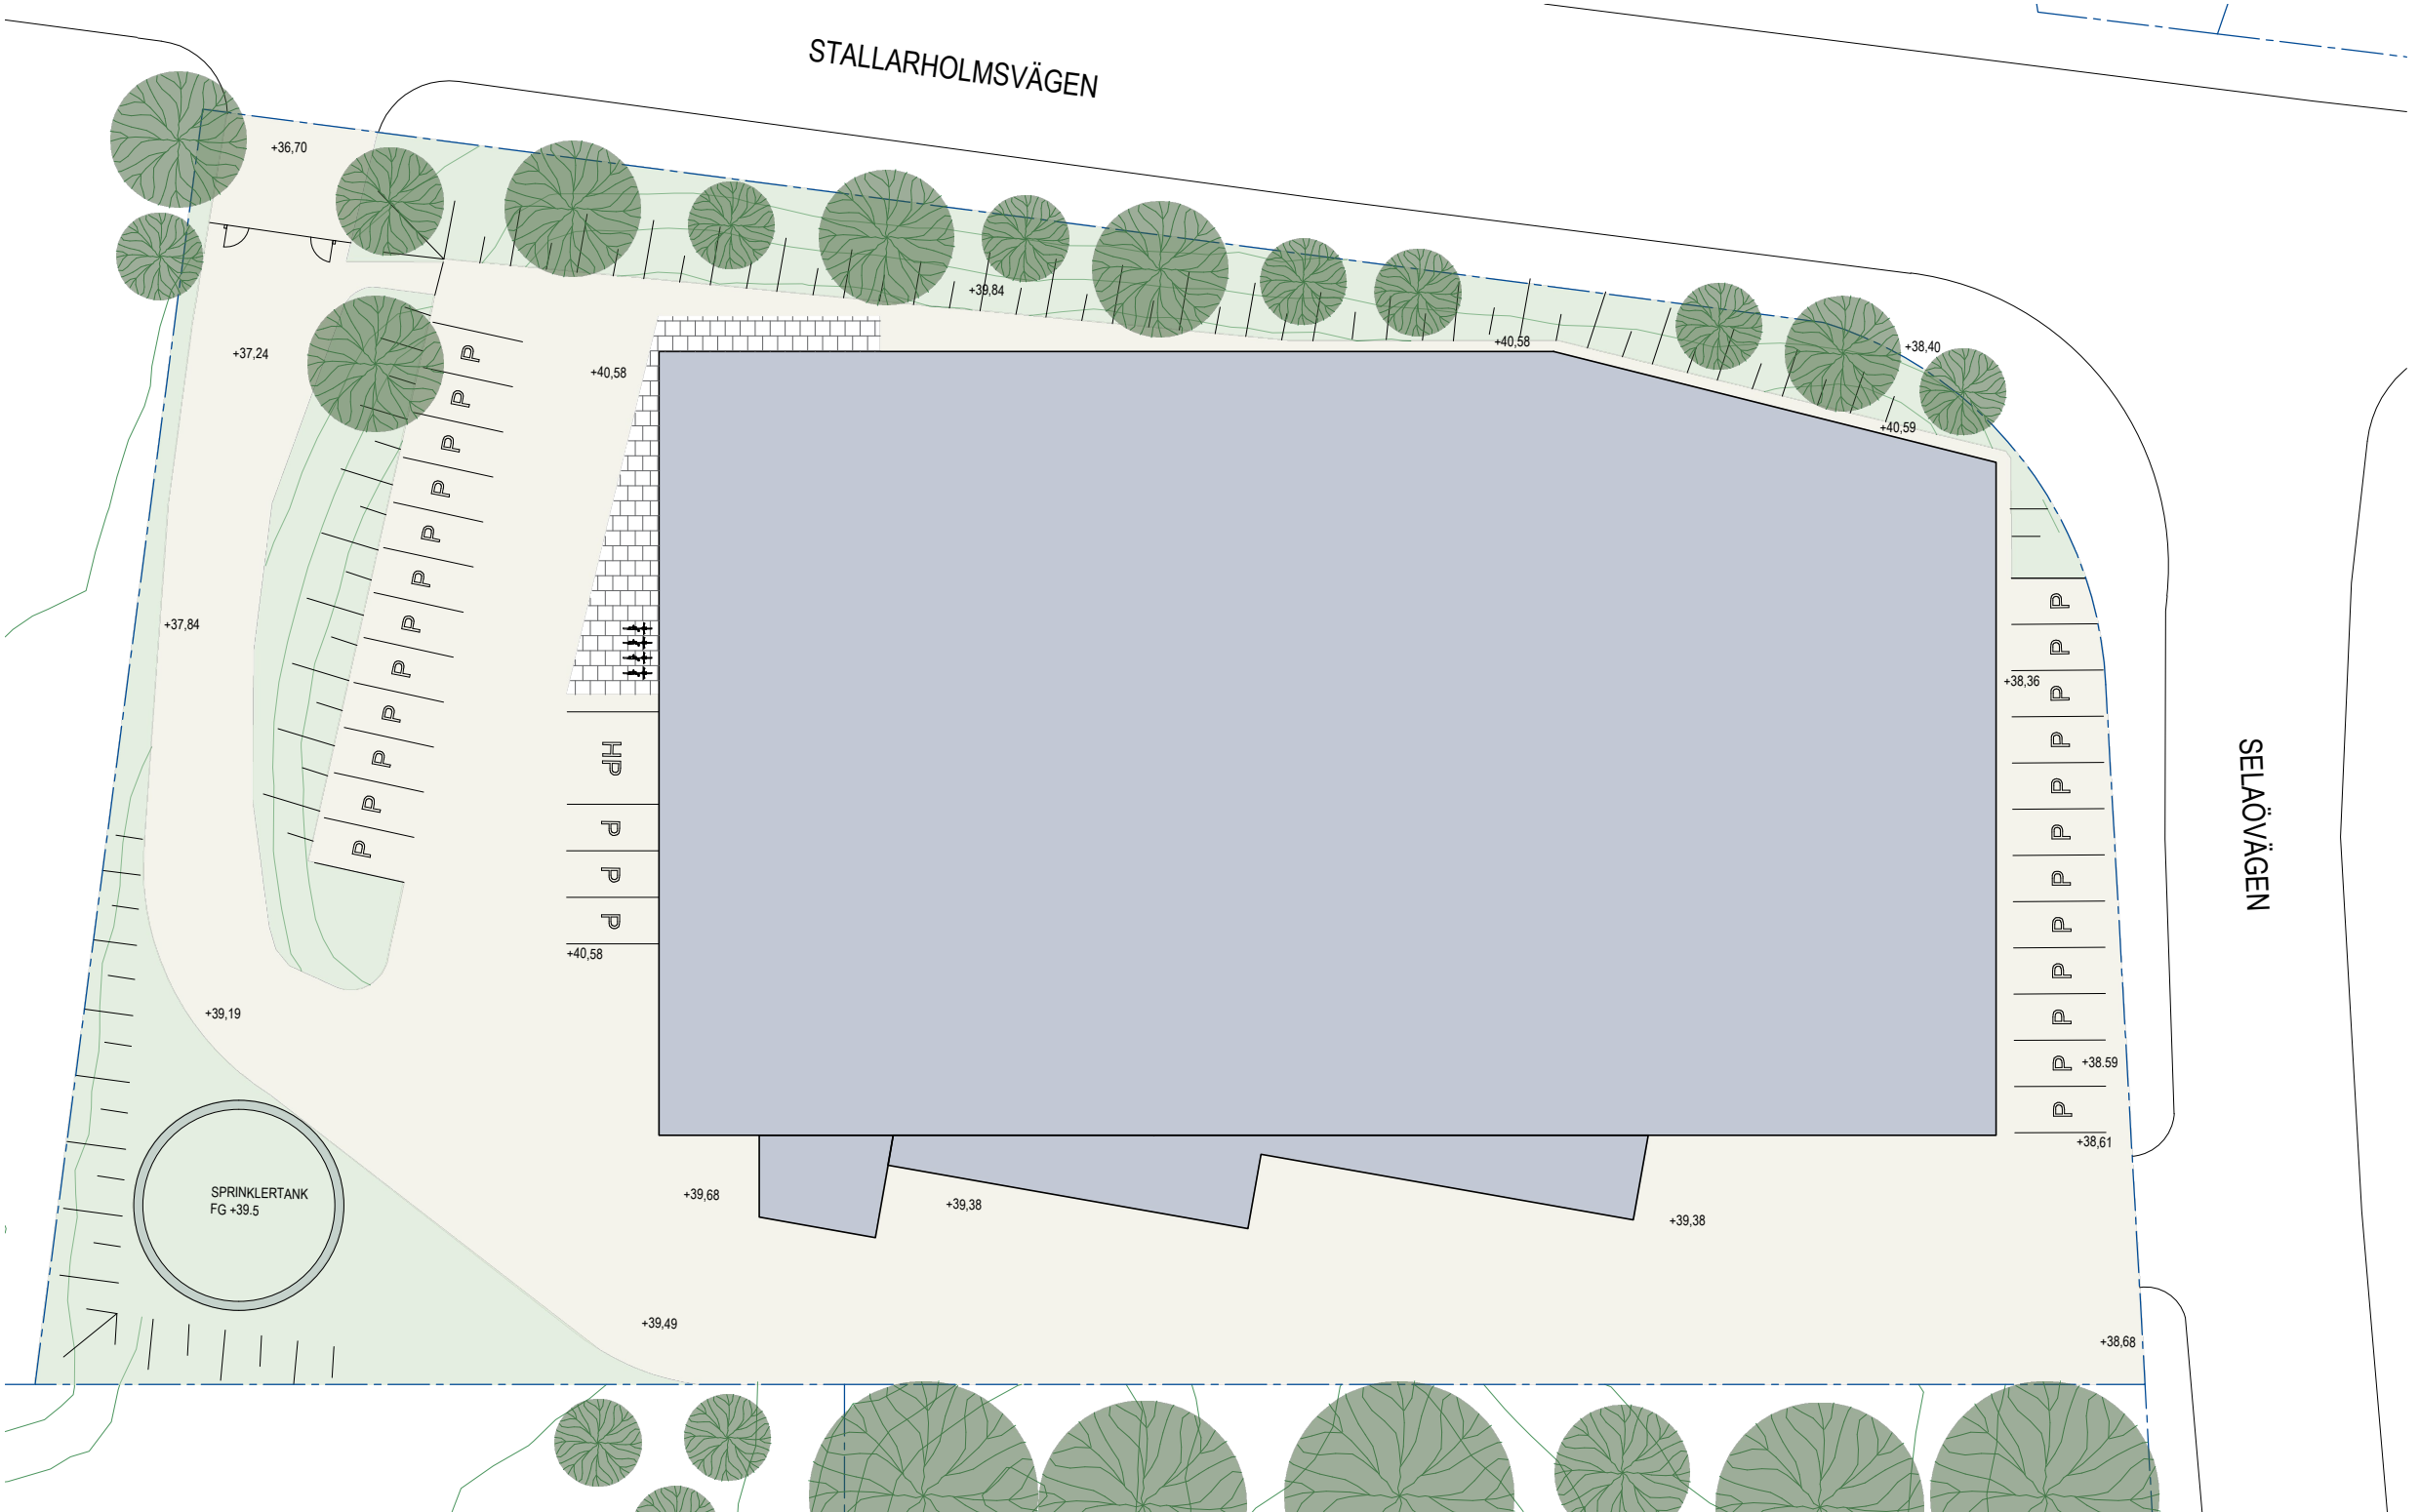 STALLARHOLMSVÄGEN
+36,70
+39,84
+37,24
+40,58
+40,58
+38,40
+40,59
P
P
P
P
P
P
P
P
P
P
P
P
+37,84
HP
P
P
P
+40,58
P
P
P
P
P
P
P
P
P
P
P
P
+38,36
SELAÖVÄGEN
+39,19
+38.59
+38,61
SPRINKLERTANK
FG +39.5
+39,68
+39,38
+39,38
+39,49
+38,68